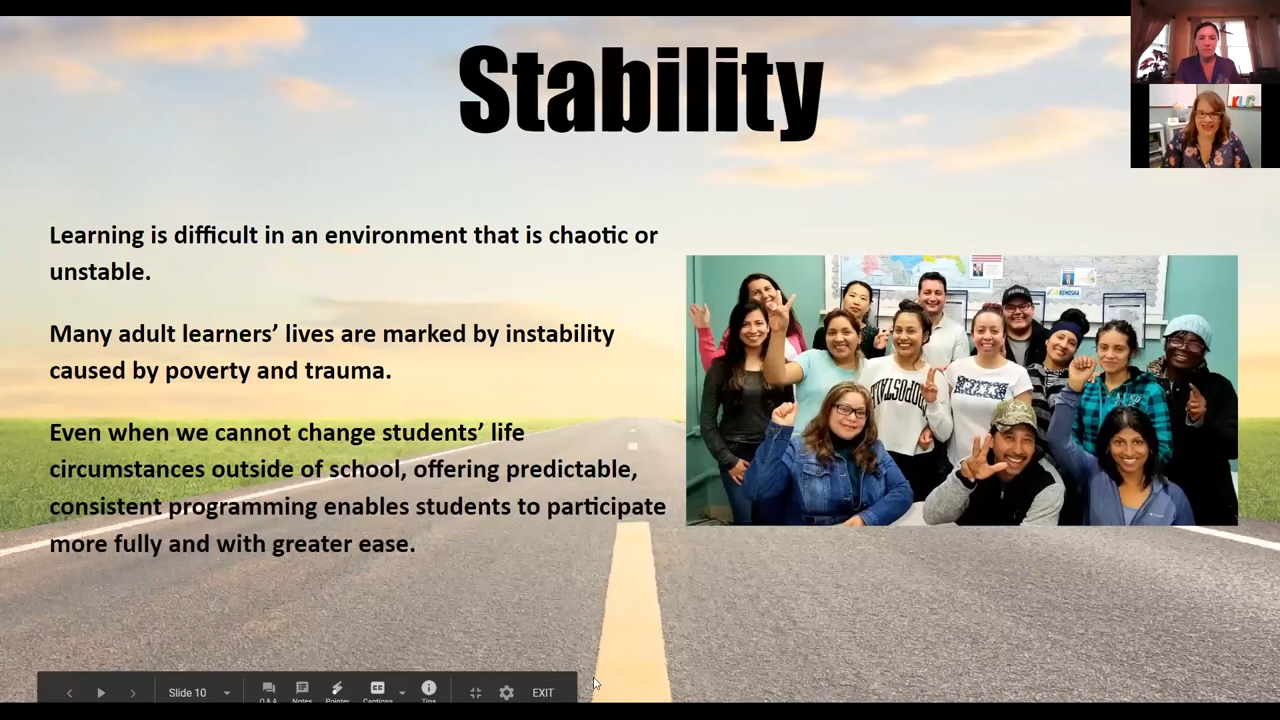 Stability
KLC
Learning is difficult in an environment that is chaotic or
unstable.
Many adult learners’ lives are marked by instability
caused by poverty and trauma.
Even when we cannot change students’ life
circumstances outside of school, offering predictable,
consistent programming enables students to participate
more fully and with greater ease.
KENOSHA
Slide 10
Q & A
Notes
Pointer
Captions
Tips
EXIT